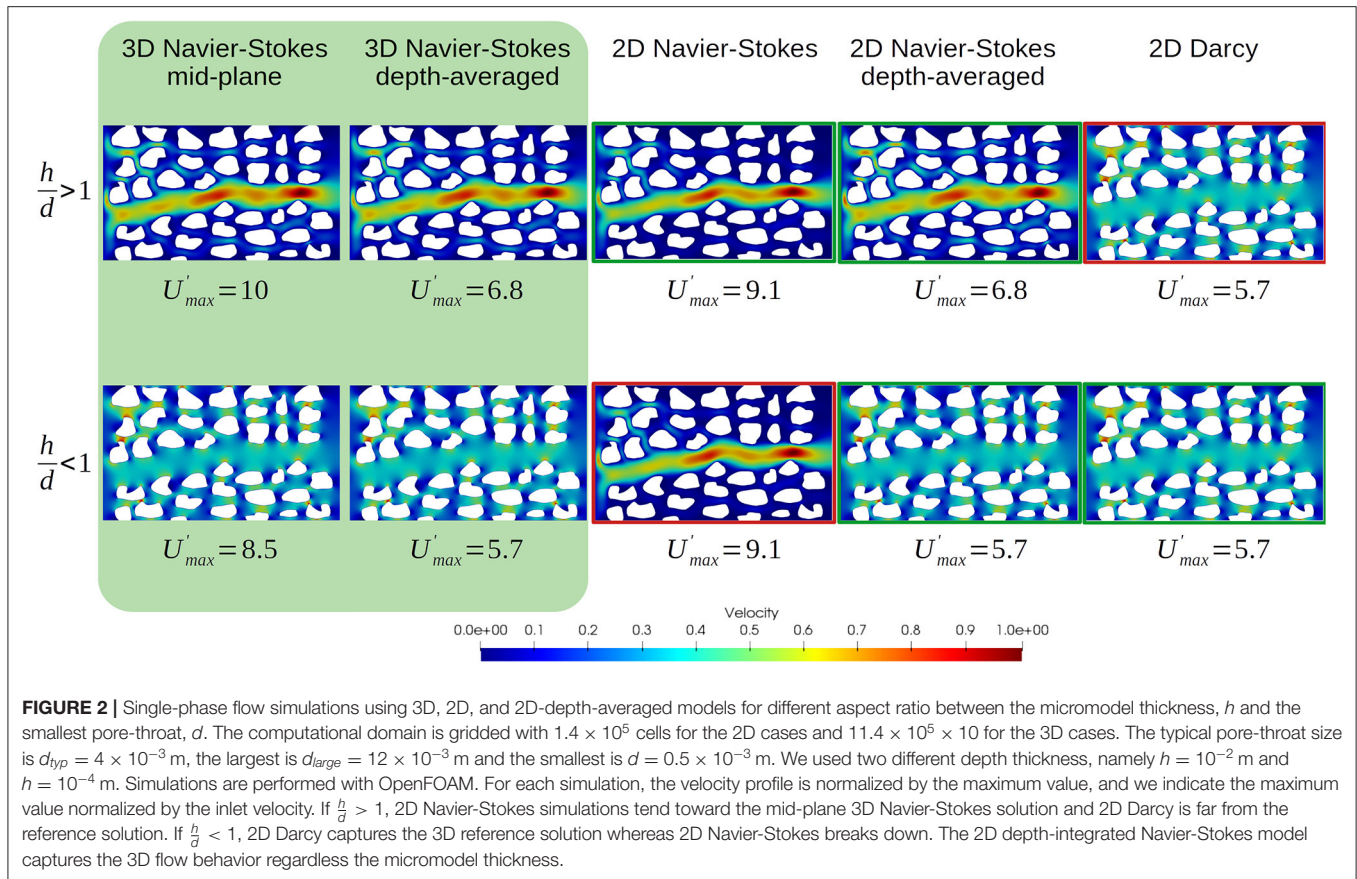 3D Navier-Stokes mid-plane
3D Navier-Stokes depth-averaged
2D Navier-Stokes
2D Navier-Stokes depth-averaged
2D Darcy
h/d > 1
U'max = 10
U'max = 6.8
U'max = 9.1
U'max = 6.8
U'max = 5.7
h/d < 1
U'max = 8.5
U'max = 5.7
U'max = 9.1
U'max = 5.7
U'max = 5.7
Velocity
0.0e+00 0.1 0.2 0.3 0.4 0.5 0.6 0.7 0.8 0.9 1.0e+00
FIGURE 2 | Single-phase flow simulations using 3D, 2D, and 2D-depth-averaged models for different aspect ratio between the micromodel thickness, h and the
smallest pore-throat, d. The computational domain is gridded with 1.4 × 10⁵ cells for the 2D cases and 11.4 × 10⁵ × 10 for the 3D cases. The typical pore-throat size
is dtyp = 4 × 10⁻³ m, the largest is dlarge = 12 × 10⁻³ m and the smallest is d = 0.5 × 10⁻³ m. We used two different depth thickness, namely h = 10⁻² m and
h = 10⁻⁴ m. Simulations are performed with OpenFOAM. For each simulation, the velocity profile is normalized by the maximum value, and we indicate the maximum
value normalized by the inlet velocity. If h/d > 1, 2D Navier-Stokes simulations tend toward the mid-plane 3D Navier-Stokes solution and 2D Darcy is far from the
reference solution. If h/d < 1, 2D Darcy captures the 3D reference solution whereas 2D Navier-Stokes breaks down. The 2D depth-integrated Navier-Stokes model
captures the 3D flow behavior regardless the micromodel thickness.